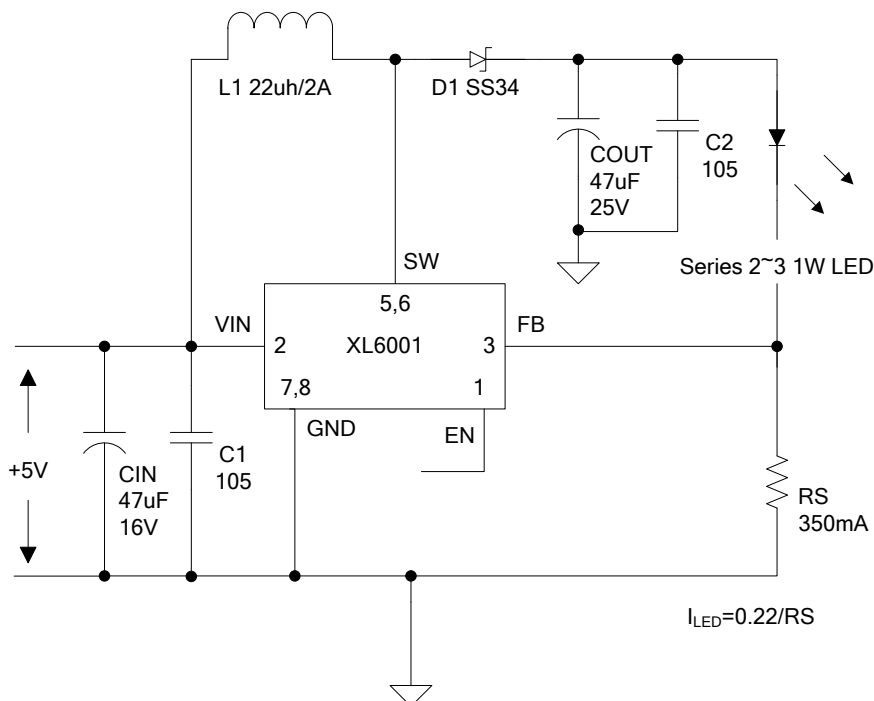 L1 22uh/2A
D1 SS34
COUT
47uF
25V
C2
105
Series 2~3 1W LED
SW
5,6
VIN
2
XL6001
3
FB
7,8
1
GND
EN
+5V
CIN
47uF
16V
C1
105
RS
350mA
I_LED=0.22/RS